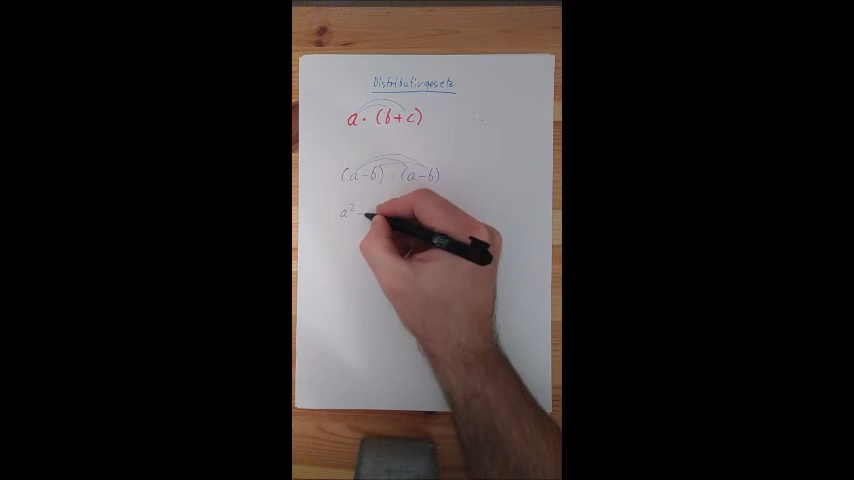 Distributivgesetz
a · (b+c)
(a-b) · (a-b)
a² -